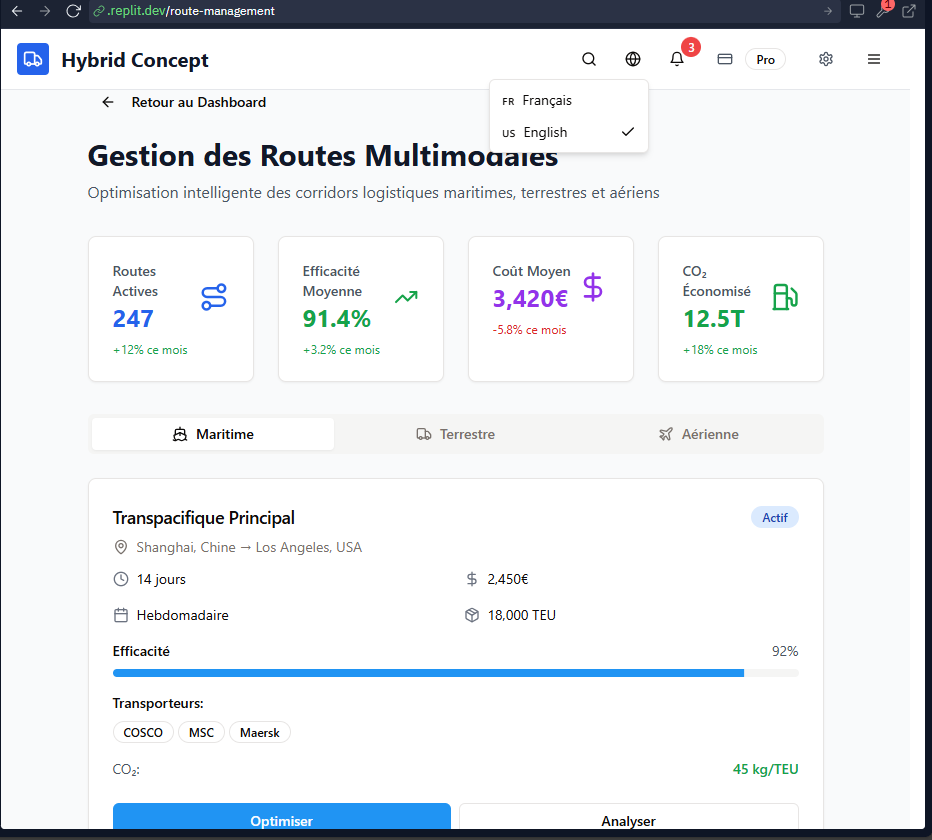 .replit.dev/route-management
1
Hybrid Concept
3
Pro
FR Français
US English
Retour au Dashboard
Gestion des Routes Multimodales
Optimisation intelligente des corridors logistiques maritimes, terrestres et aériens
Routes
Actives
247
+12% ce mois
Efficacité
Moyenne
91.4%
+3.2% ce mois
Coût Moyen
3,420€
-5.8% ce mois
CO₂
Économisé
12.5T
+18% ce mois
Maritime
Terrestre
Aérienne
Transpacifique Principal
Actif
Shanghai, Chine → Los Angeles, USA
14 jours
$ 2,450€
Hebdomadaire
18,000 TEU
Efficacité
92%
Transporteurs:
COSCO MSC Maersk
CO₂:
45 kg/TEU
Optimiser
Analyser